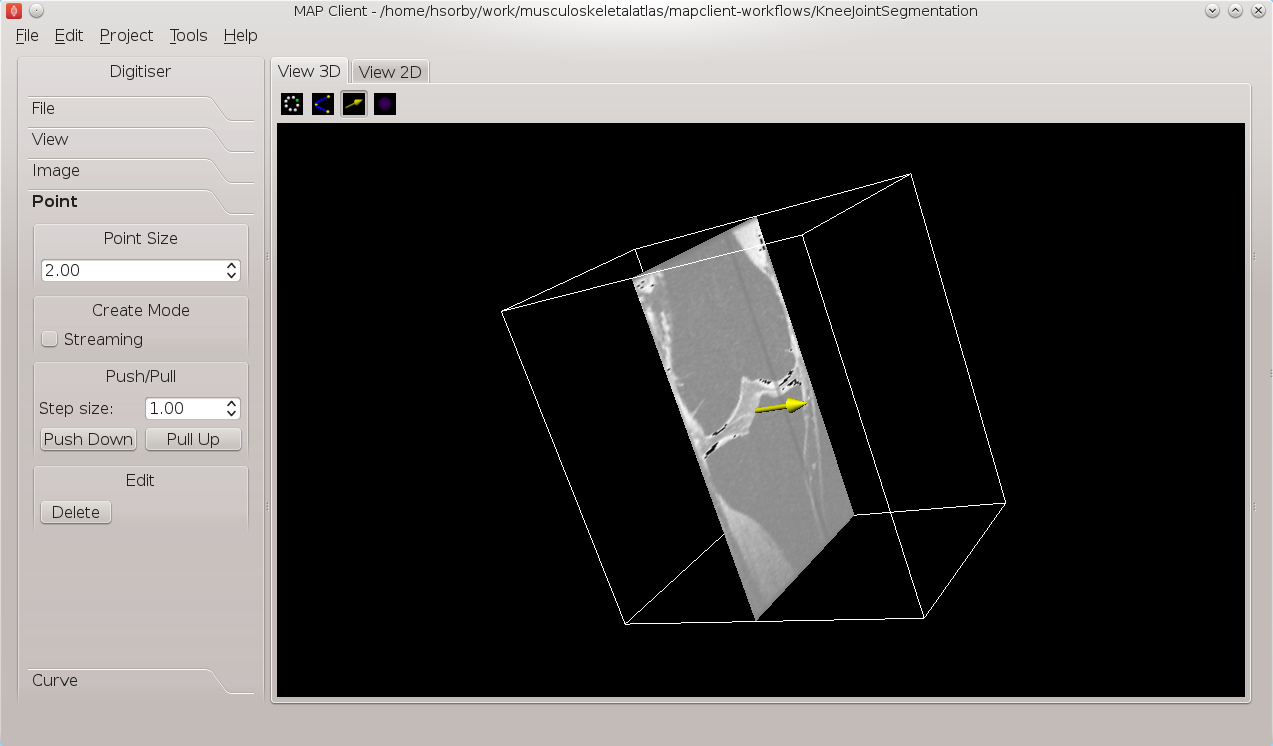 MAP Client - /home/hsorby/work/musculoskeletalatlas/mapclient-workflows/KneeJointSegmentation
File Edit Project Tools Help
Digitiser
File
View
Image
Point
Point Size
2.00
Create Mode
Streaming
Push/Pull
Step size: 1.00
Push Down Pull Up
Edit
Delete
Curve
View 3D View 2D